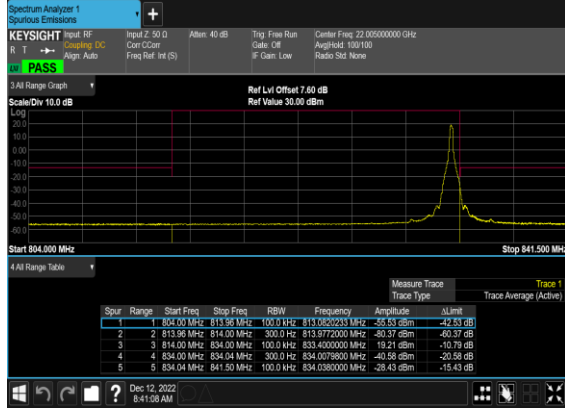 Spectrum Analyzer 1
Spurious Emissions
+
KEYSIGHT Input: RF Input Z: 50 Ω Atten: 40 dB Trig: Free Run Center Freq: 22.005000000 GHz
R T Coupling: DC Corr CCorr Gate: Off Avg|Hold: 100/100
Align: Auto Freq Ref: Int (S) IF Gain: Low Radio Std: None
PASS
3 All Range Graph
Ref Lvl Offset 7.60 dB
Scale/Div 10.0 dB Ref Value 30.00 dBm
Log
20.0
10.0
0.00
-10.0
-20.0
-30.0
-40.0
-50.0
-60.0
Start 804.000 MHz Stop 841.500 MHz
4 All Range Table
Measure Trace Trace 1
Trace Type Trace Average (Active)
Spur Range Start Freq Stop Freq RBW Frequency Amplitude ΔLimit
1 1 804.00 MHz 813.96 MHz 100.0 kHz 813.0820233 MHz -55.53 dBm -42.53 dB
2 2 813.96 MHz 814.00 MHz 300.0 Hz 813.9772000 MHz -80.37 dBm -60.37 dB
3 3 814.00 MHz 834.00 MHz 100.0 kHz 833.4000000 MHz 19.21 dBm -10.79 dB
4 4 834.00 MHz 834.04 MHz 300.0 Hz 834.0079800 MHz -40.58 dBm -20.58 dB
5 5 834.04 MHz 841.50 MHz 100.0 kHz 834.0380000 MHz -28.43 dBm -15.43 dB
? Dec 12, 2022
8:41:08 AM